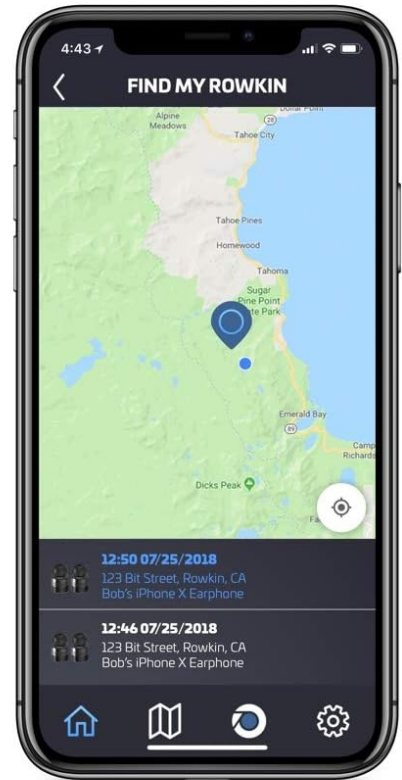 4:43
FIND MY ROWKIN
Alpine
Meadows
28
Tahoe City
Tahoe Pines
Homewood
Tahoma
Sugar
Pine Point
State Park
Emerald Bay
89
Camp
Richards
Dicks Peak
12:50 07/25/2018
123 Bit Street, Rowkin, CA
Bob's iPhone X Earphone
12:46 07/25/2018
123 Bit Street, Rowkin, CA
Bob's iPhone X Earphone